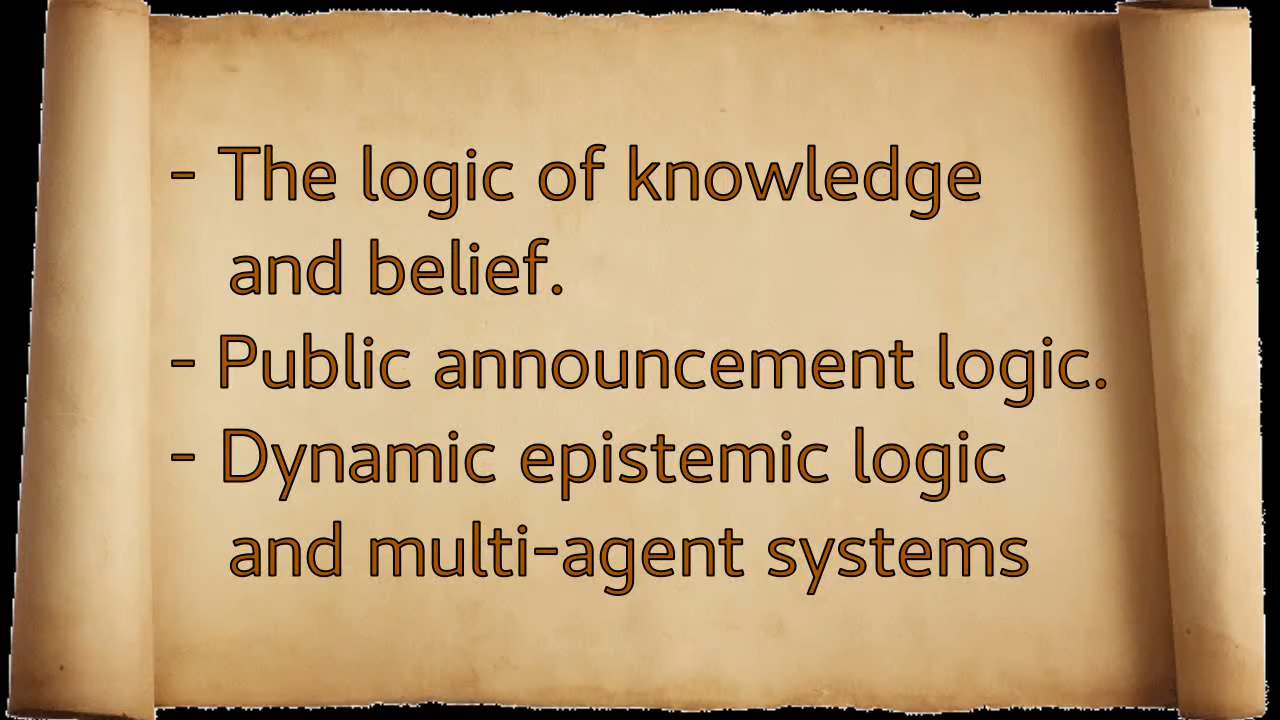 - The logic of knowledge
and belief.
- Public announcement logic.
- Dynamic epistemic logic
and multi-agent systems